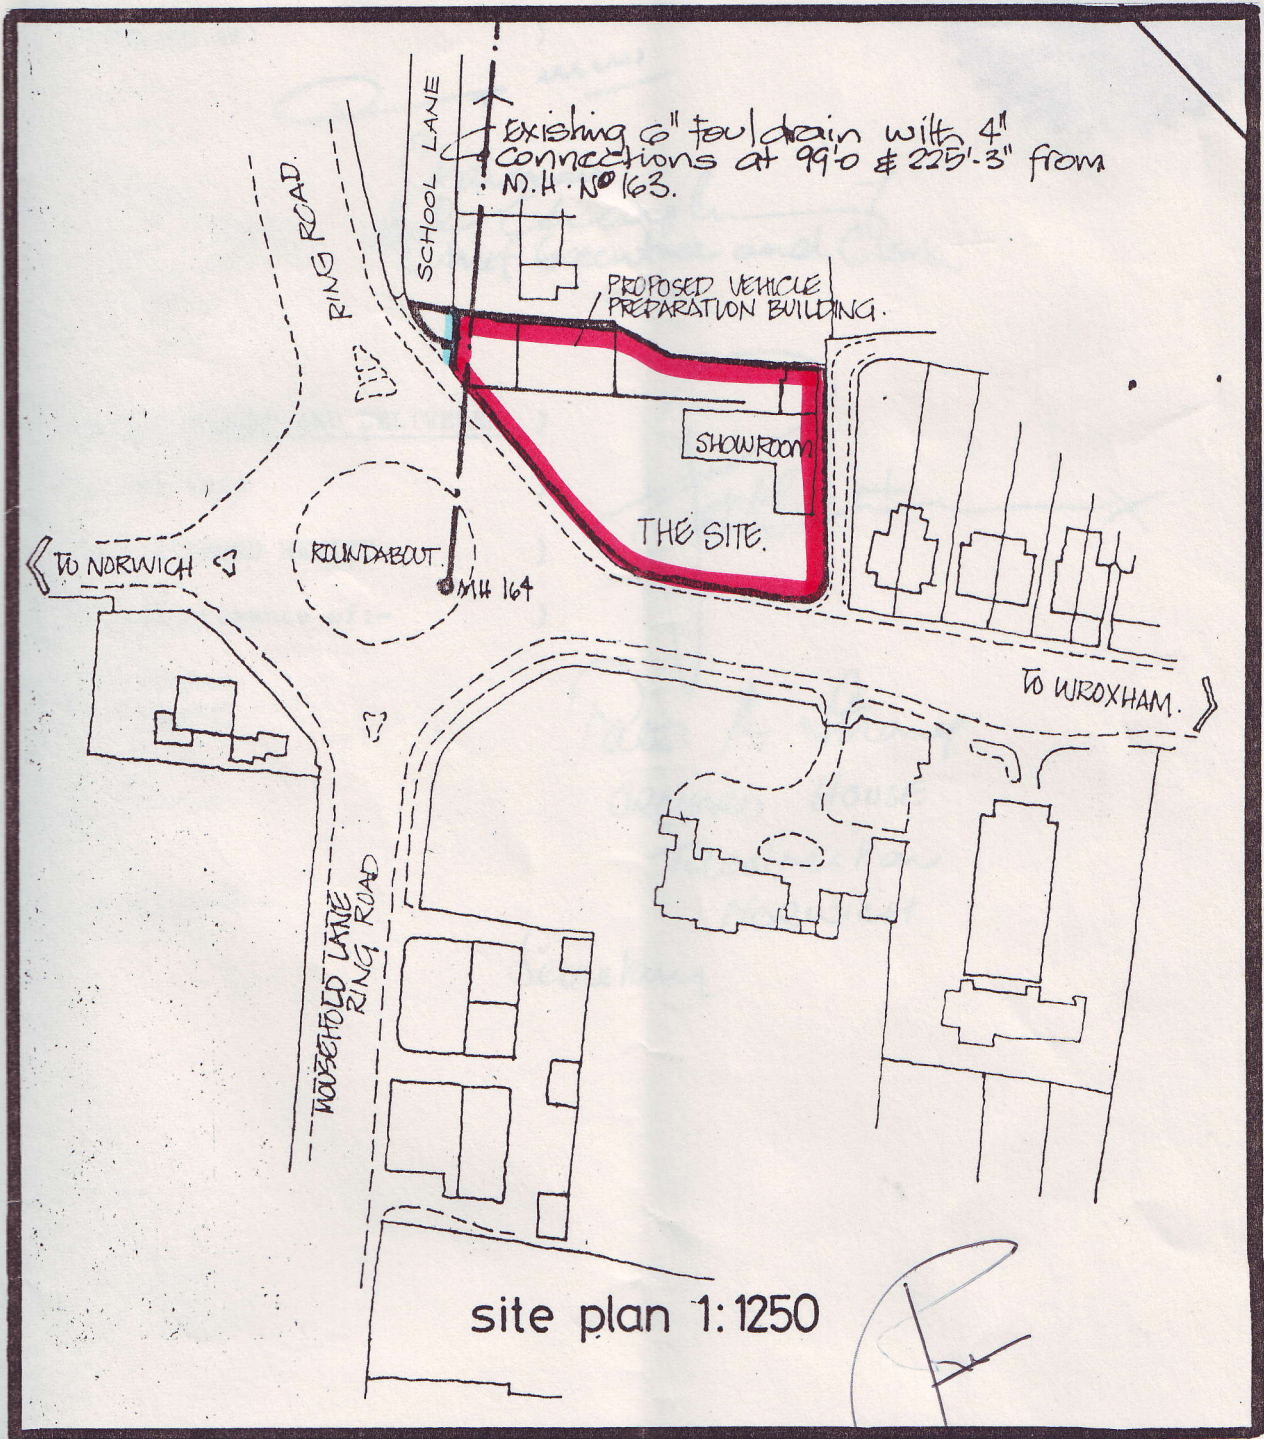 SCHOOL LANE
Existing 6" foul drain with 4"
connections at 99'0 & 225'-3" from
M.H. Nº 163.
RING ROAD.
PROPOSED VEHICLE
PREPARATION BUILDING.
SHOWROOM
THE SITE.
TO NORWICH
ROUNDABOUT.
MH 164
TO WROXHAM.
MOUSEHOLD LANE
RING ROAD
site plan 1:1250